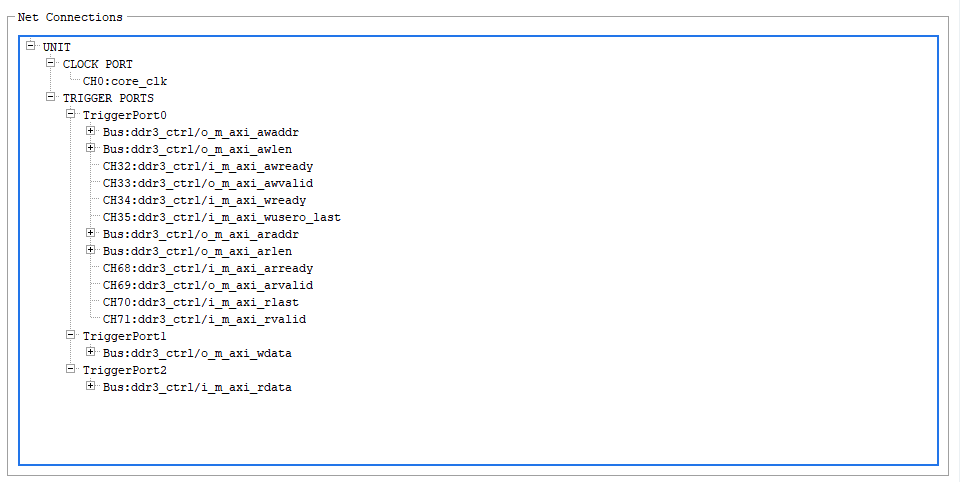 Net Connections
UNIT
CLOCK PORT
CH0:core_clk
TRIGGER PORTS
TriggerPort0
Bus:ddr3_ctrl/o_m_axi_awaddr
Bus:ddr3_ctrl/o_m_axi_awlen
CH32:ddr3_ctrl/i_m_axi_awready
CH33:ddr3_ctrl/o_m_axi_awvalid
CH34:ddr3_ctrl/i_m_axi_wready
CH35:ddr3_ctrl/i_m_axi_wusero_last
Bus:ddr3_ctrl/o_m_axi_araddr
Bus:ddr3_ctrl/o_m_axi_arlen
CH68:ddr3_ctrl/i_m_axi_arready
CH69:ddr3_ctrl/o_m_axi_arvalid
CH70:ddr3_ctrl/i_m_axi_rlast
CH71:ddr3_ctrl/i_m_axi_rvalid
TriggerPort1
Bus:ddr3_ctrl/o_m_axi_wdata
TriggerPort2
Bus:ddr3_ctrl/i_m_axi_rdata